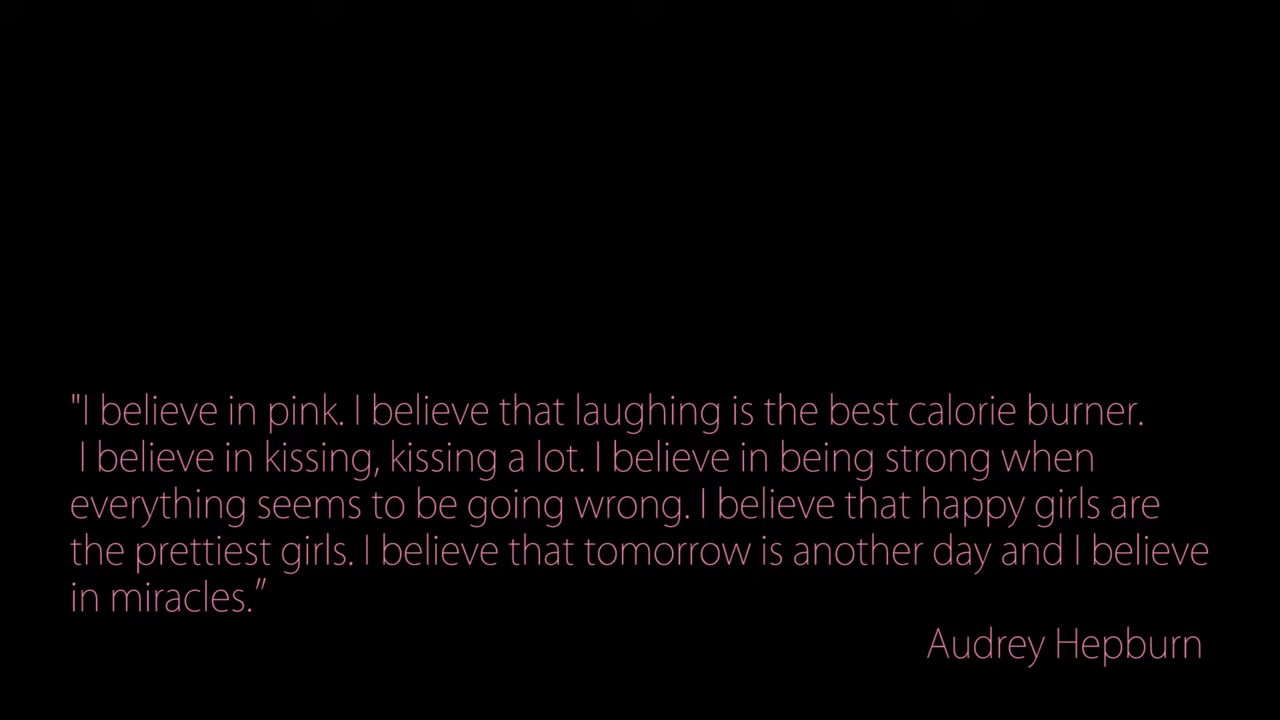 "I believe in pink. I believe that laughing is the best calorie burner.
I believe in kissing, kissing a lot. I believe in being strong when
everything seems to be going wrong. I believe that happy girls are
the prettiest girls. I believe that tomorrow is another day and I believe
in miracles.”
Audrey Hepburn